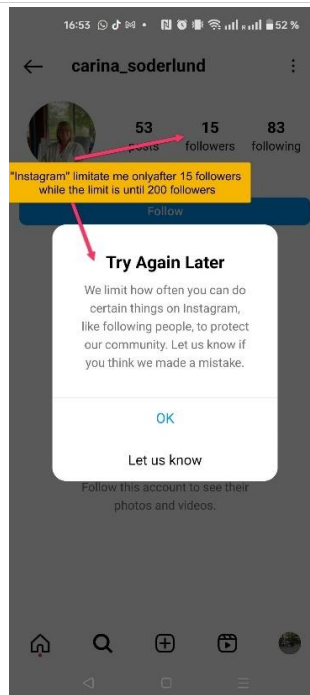 16:53 52 %
carina_soderlund
53 15 83
posts followers following
"Instagram" limitate me onlyafter 15 followers
while the limit is until 200 followers
Follow
Try Again Later
We limit how often you can do
certain things on Instagram,
like following people, to protect
our community. Let us know if
you think we made a mistake.
OK
Let us know
Follow this account to see their
photos and videos.